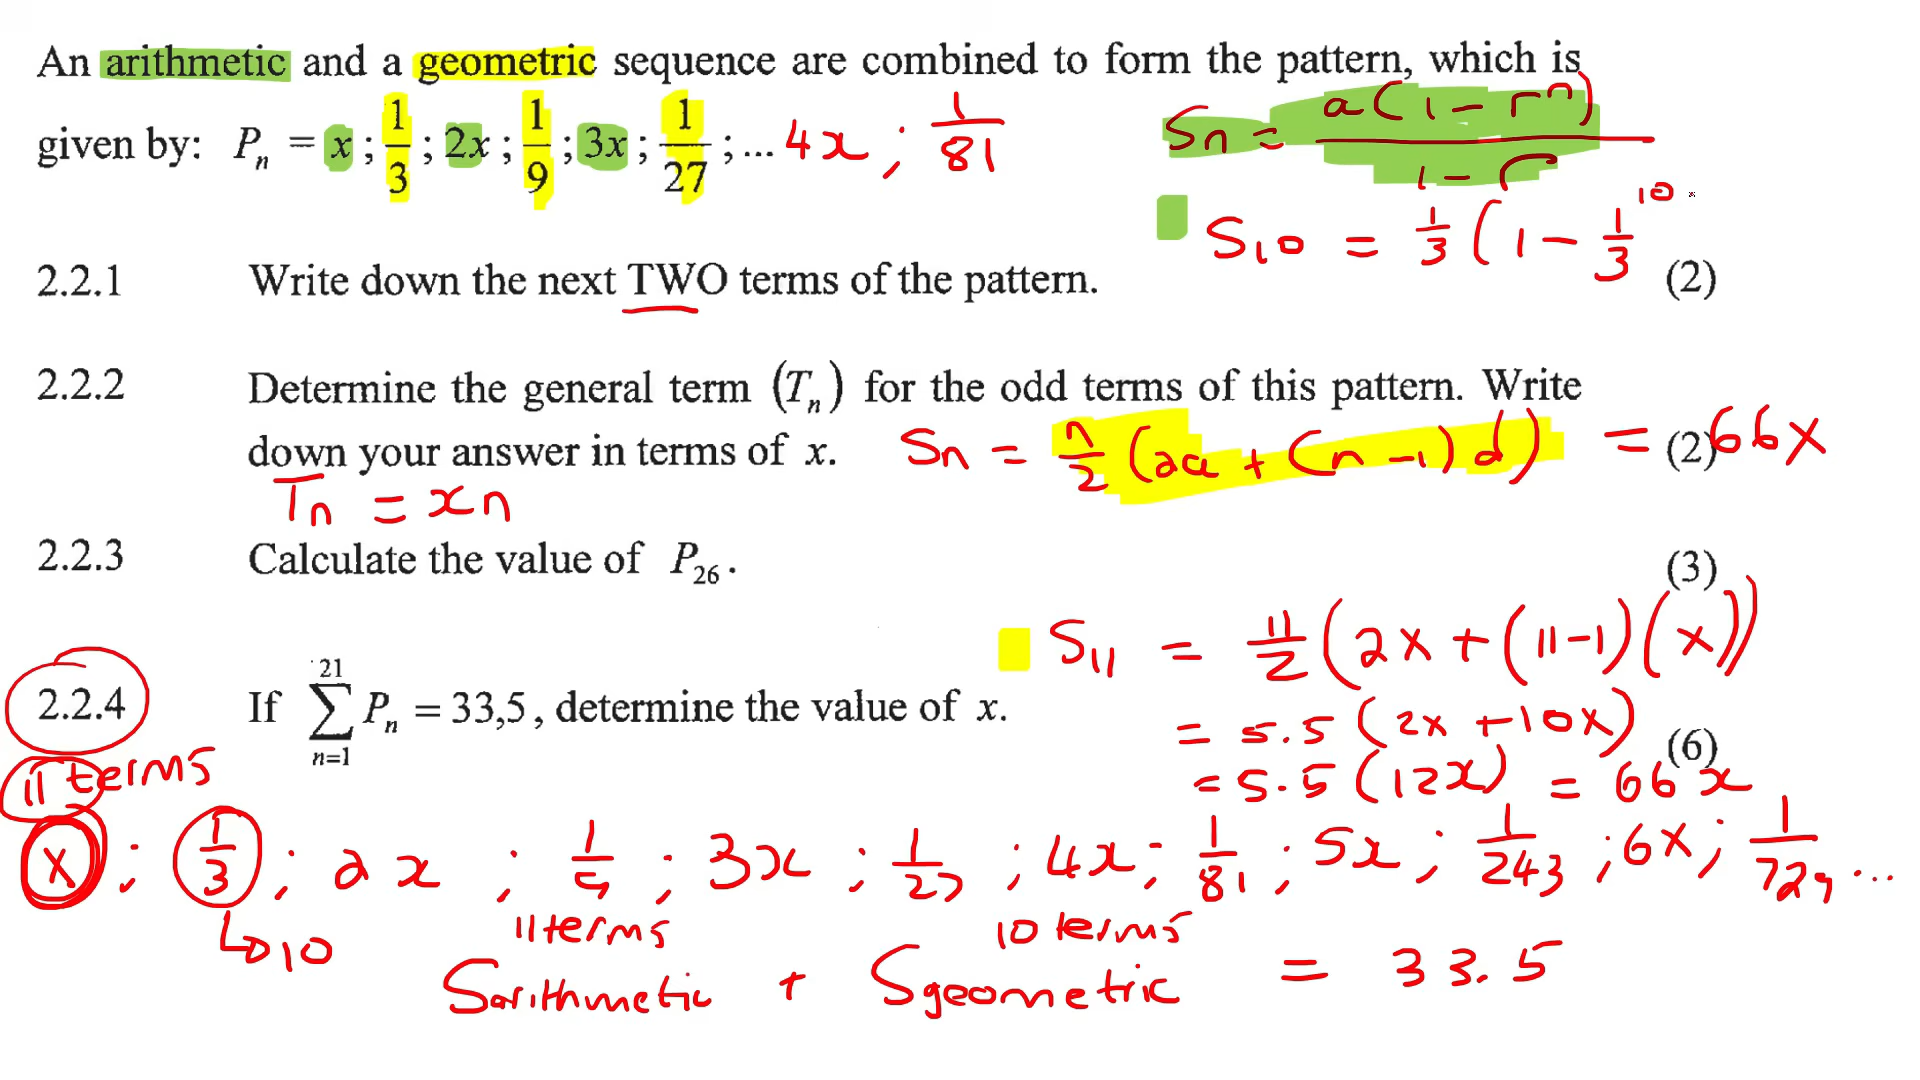 An arithmetic and a geometric sequence are combined to form the pattern, which is
given by: Pₙ = x ; 1/3 ; 2x ; 1/9 ; 3x ; 1/27 ; ... 4x ; 1/81
Sn = a(1 - rⁿ) / 1 - r
S10 = 1/3 (1 - 1/3 ¹⁰
2.2.1 Write down the next TWO terms of the pattern. (2)
2.2.2 Determine the general term (Tₙ) for the odd terms of this pattern. Write
down your answer in terms of x. (2)
Sn = n/2 (2a + (n - 1) d) = 66x
Tn = xn
2.2.3 Calculate the value of P₂₆. (3)
S11 = 11/2 (2x + (11-1)(x))
2.2.4 If 21 ∑ n=1 Pₙ = 33,5, determine the value of x. (6)
= 5.5 (2x + 10x)
= 5.5 (12x) = 66x
11 terms
x ; 1/3 ; 2x ; 1/9 ; 3x ; 1/27 ; 4x ; 1/81 ; 5x ; 1/243 ; 6x ; 1/729 ...
10
11 terms 10 terms
Sarithmetic + Sgeometric = 33.5